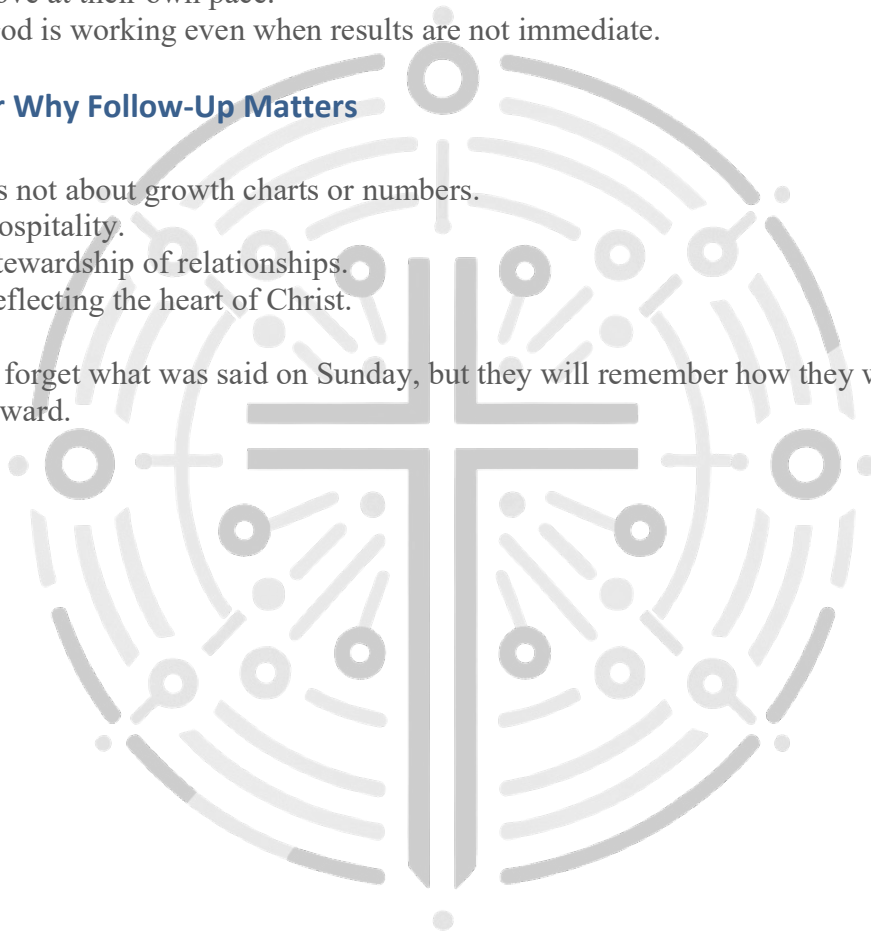 ove at their own pace.
od is working even when results are not immediate.
r Why Follow-Up Matters
s not about growth charts or numbers.
ospitality.
tewardship of relationships.
eflecting the heart of Christ.
forget what was said on Sunday, but they will remember how they w
ward.